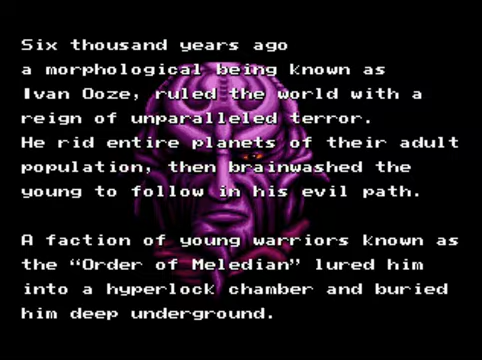 Six thousand years ago
a morphological being known as
Ivan Ooze, ruled the world with a
reign of unparalleled terror.
He rid entire planets of their adult
population, then brainwashed the
young to follow in his evil path.
A faction of young warriors known as
the “Order of Meledian” lured him
into a hyperlock chamber and buried
him deep underground.